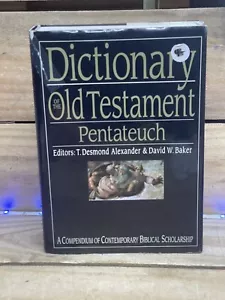 Dictionary
OF THE
Old Testament
Pentateuch
Editors: T. Desmond Alexander & David W. Baker
A COMPENDIUM OF CONTEMPORARY BIBLICAL SCHOLARSHIP